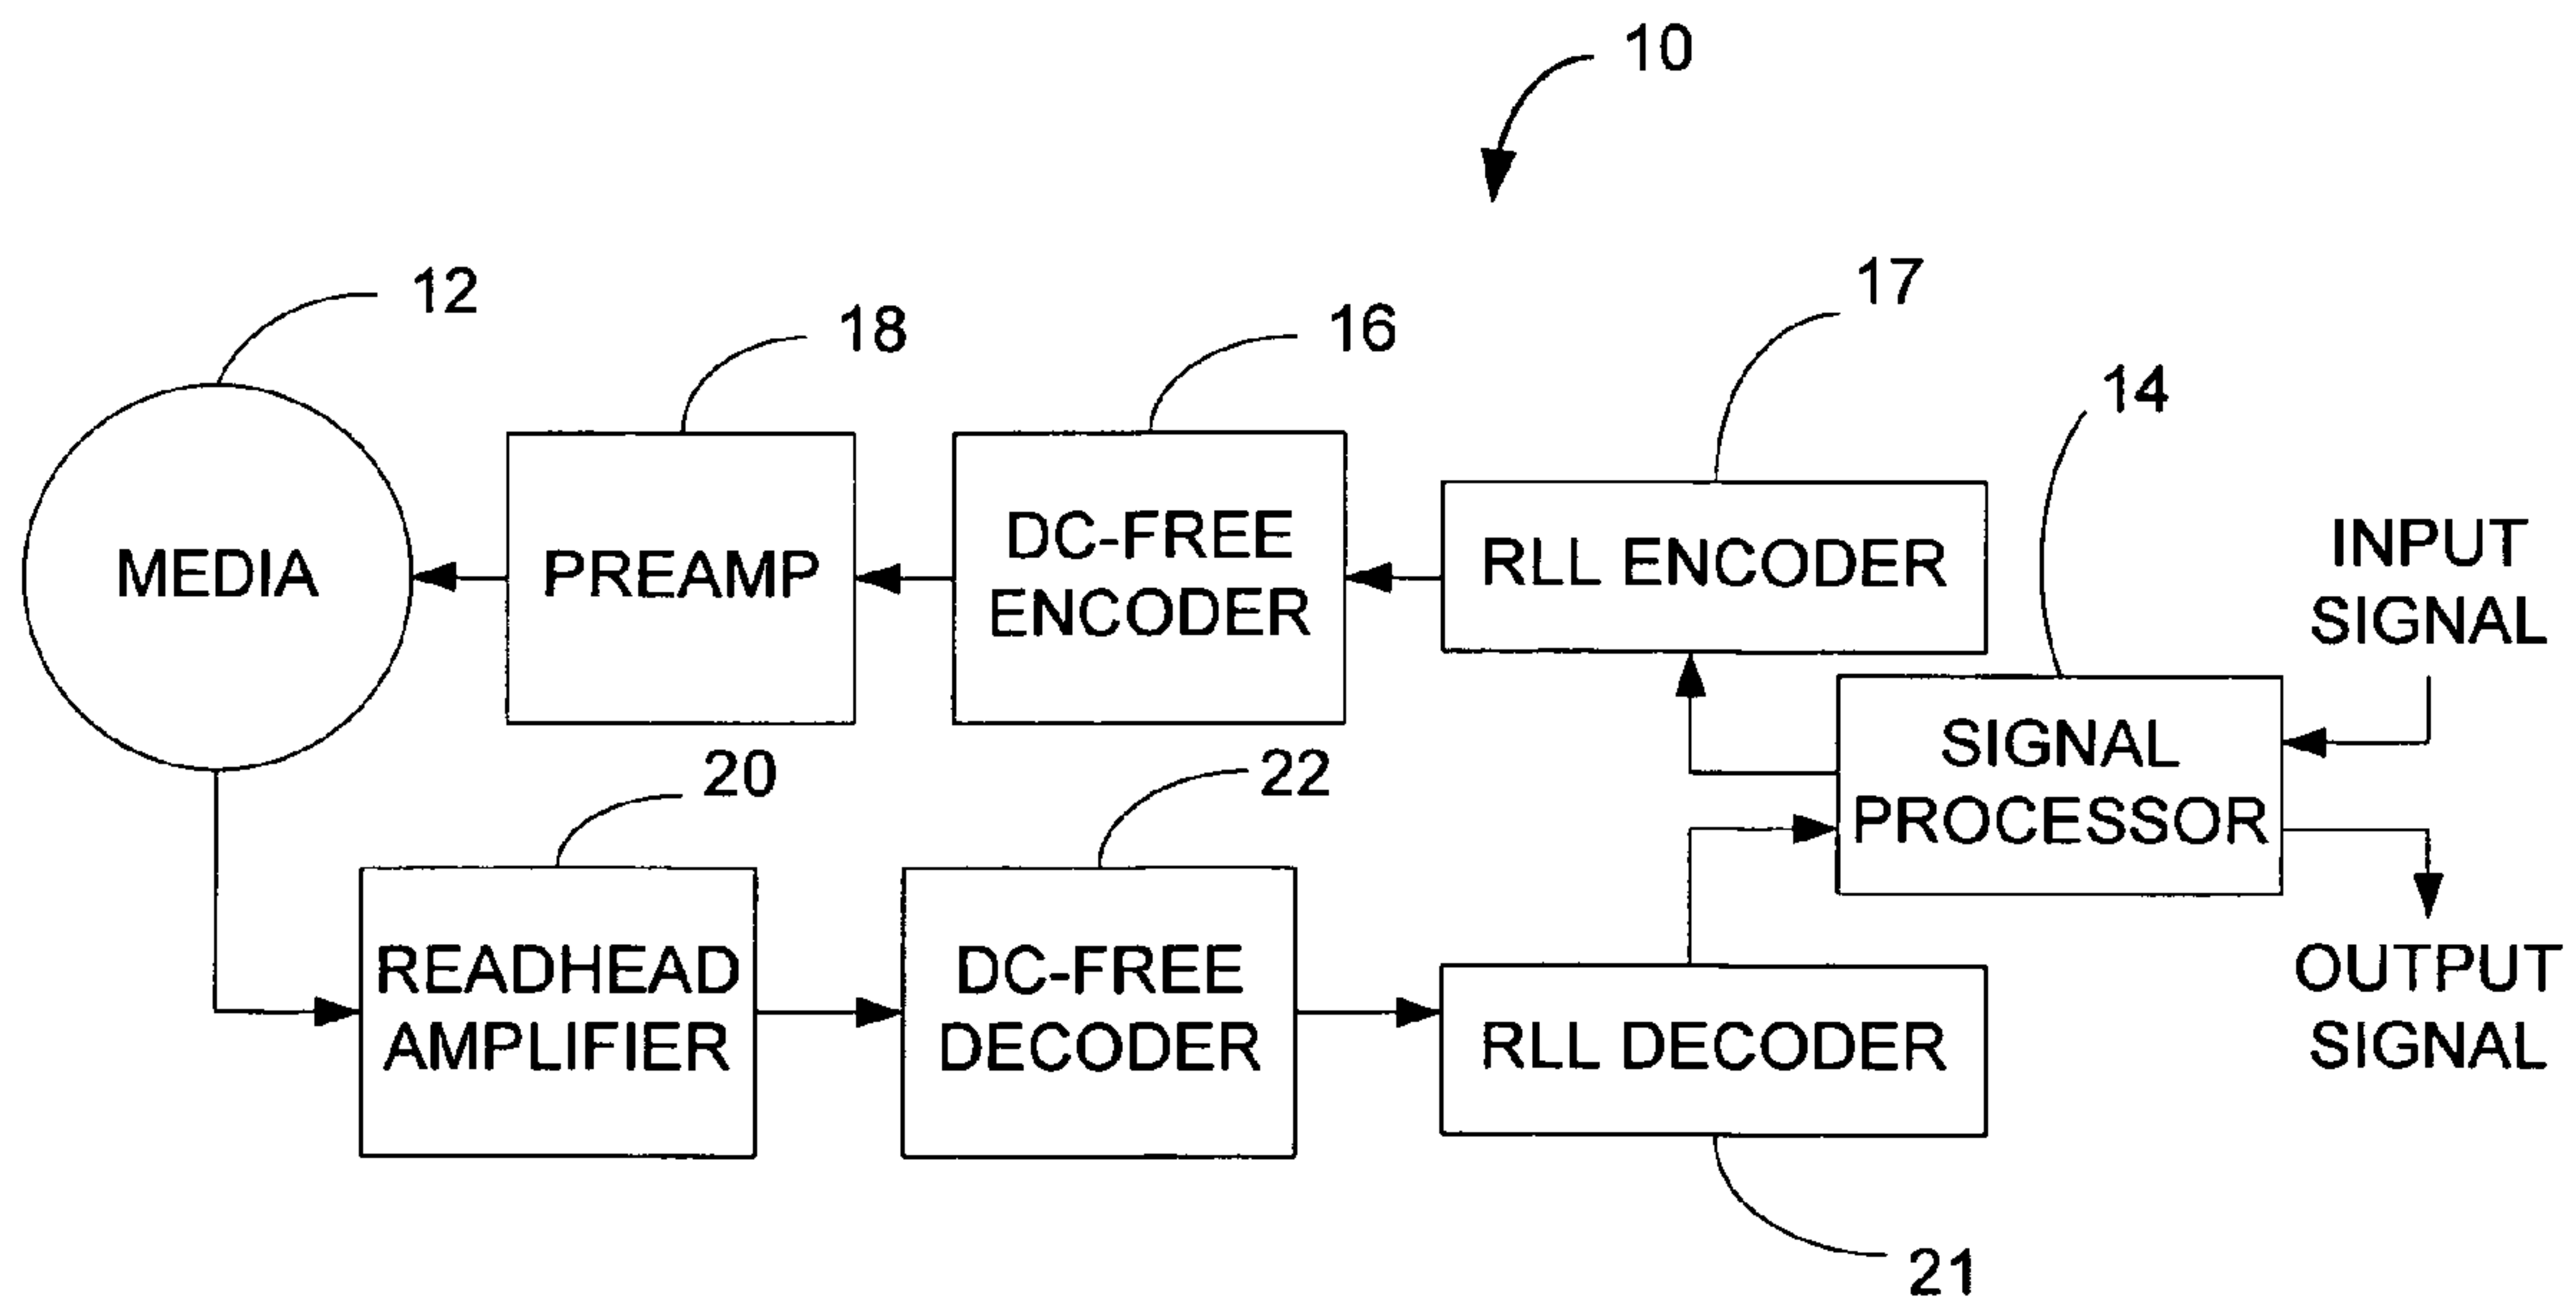 10
12
18
16
17
14
MEDIA
PREAMP
DC-FREE
ENCODER
RLL ENCODER
INPUT
SIGNAL
SIGNAL
PROCESSOR
20
22
READHEAD
AMPLIFIER
DC-FREE
DECODER
RLL DECODER
OUTPUT
SIGNAL
21